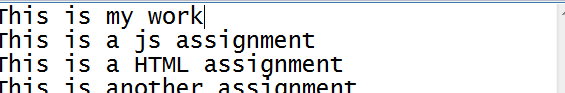 This is my work
This is a js assignment
This is a HTML assignment
This is another assignment